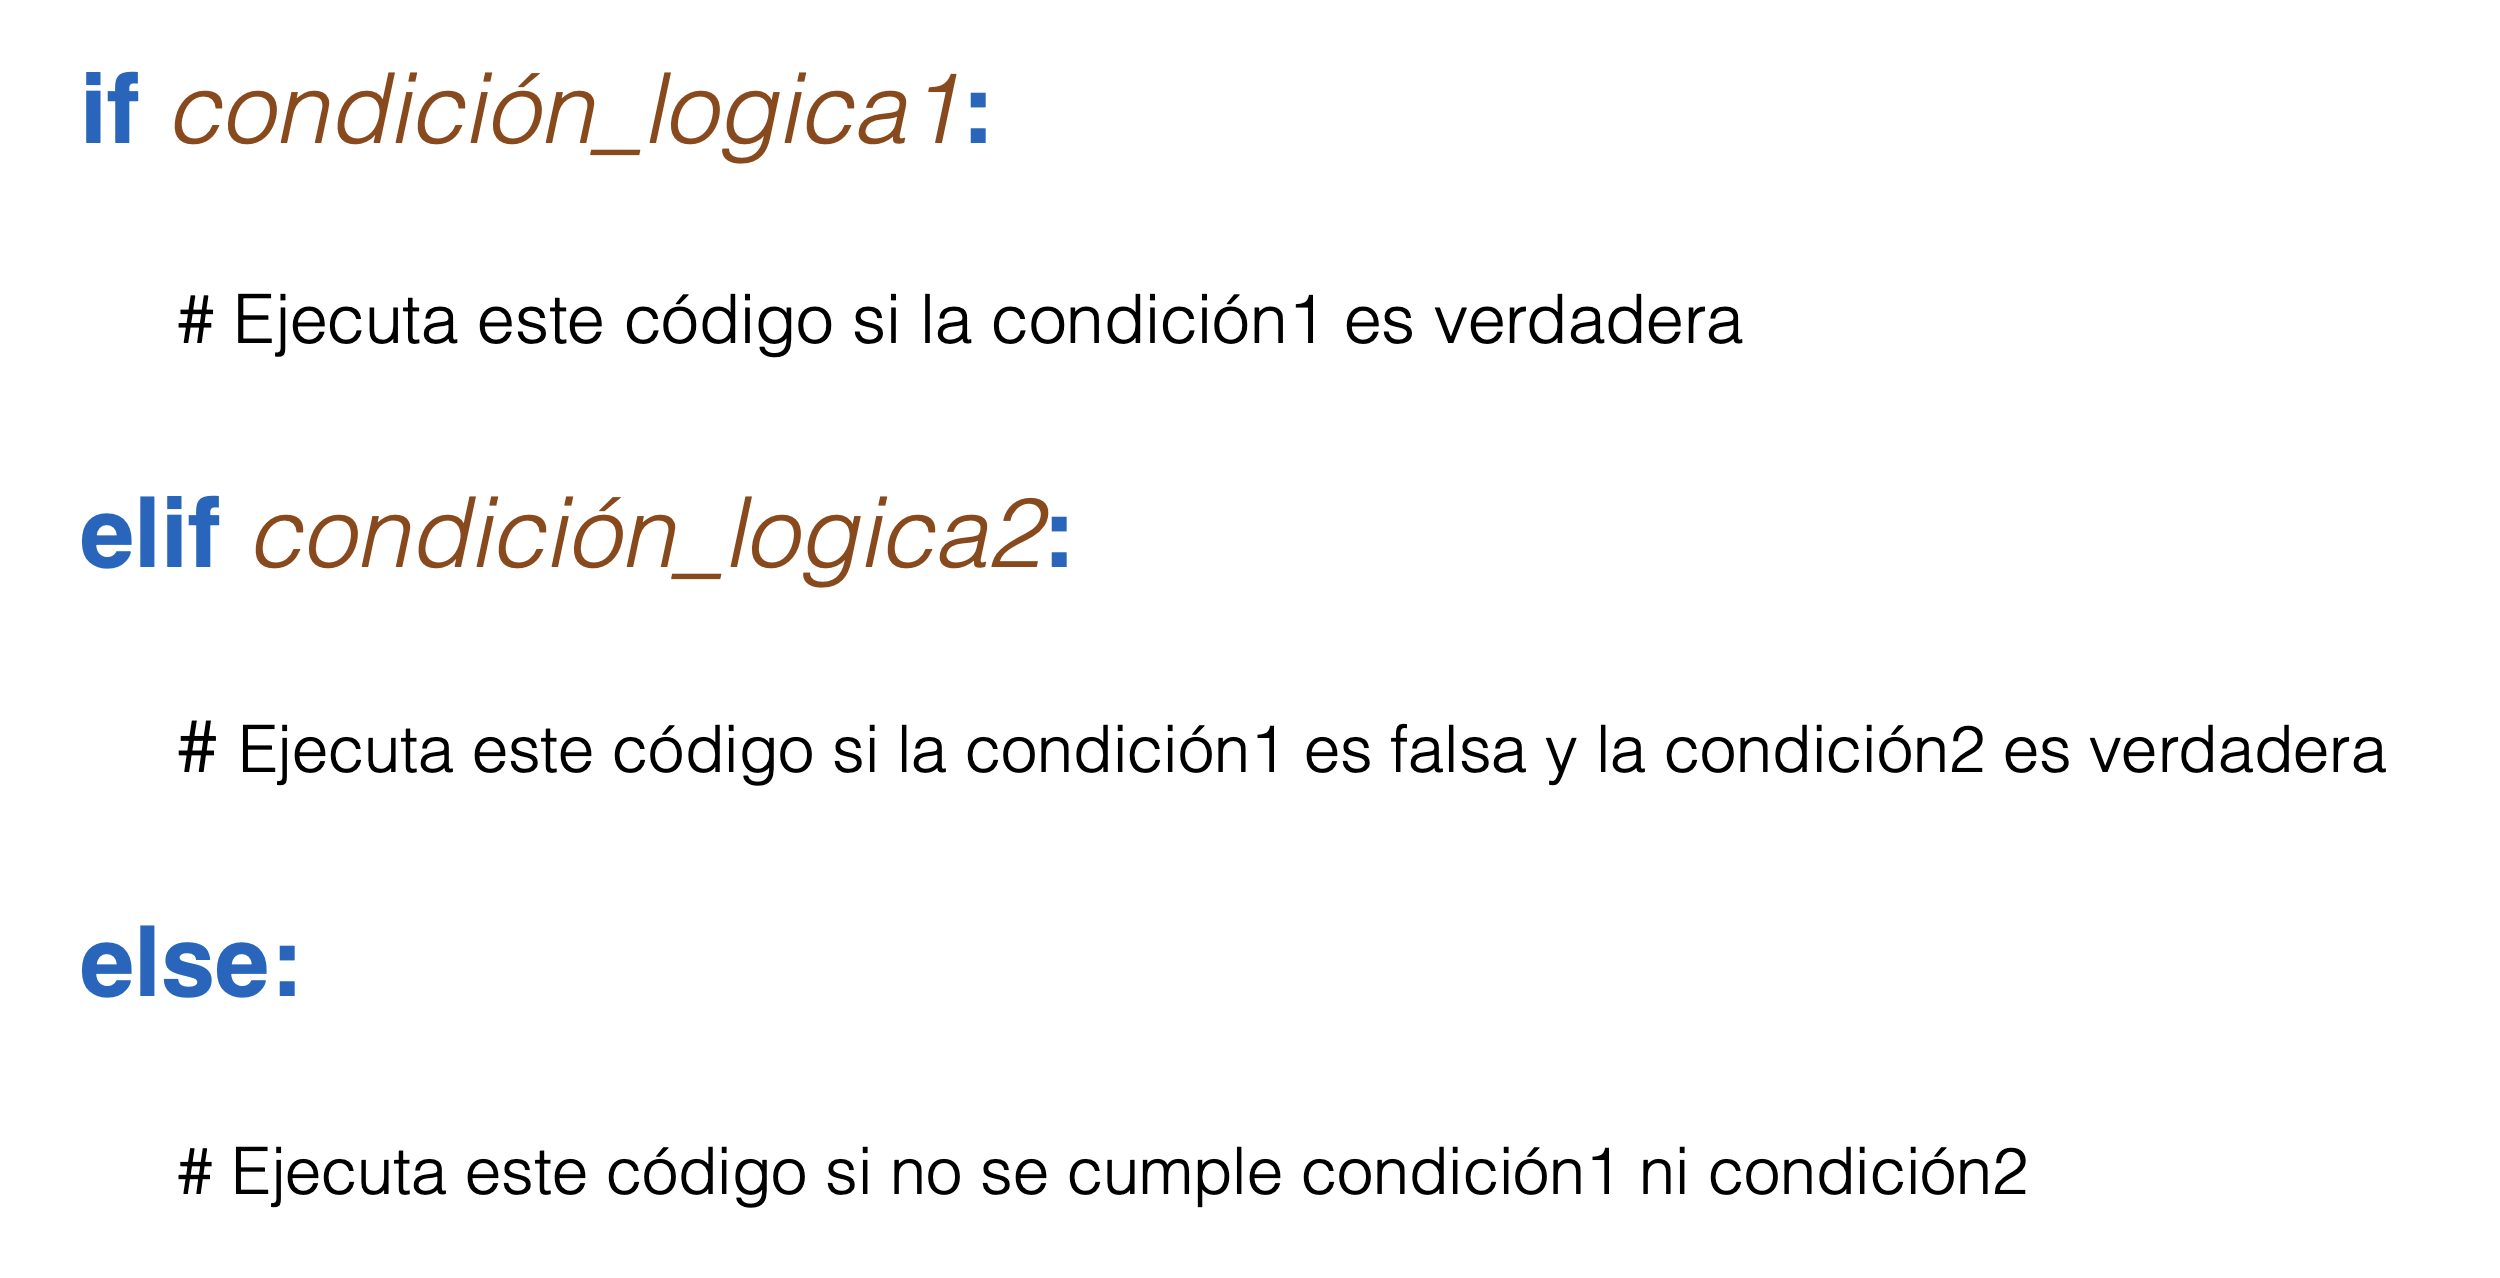 if condición_logica1:
# Ejecuta este código si la condición1 es verdadera
elif condición_logica2:
# Ejecuta este código si la condición1 es falsa y la condición2 es verdadera
else:
# Ejecuta este código si no se cumple condición1 ni condición2